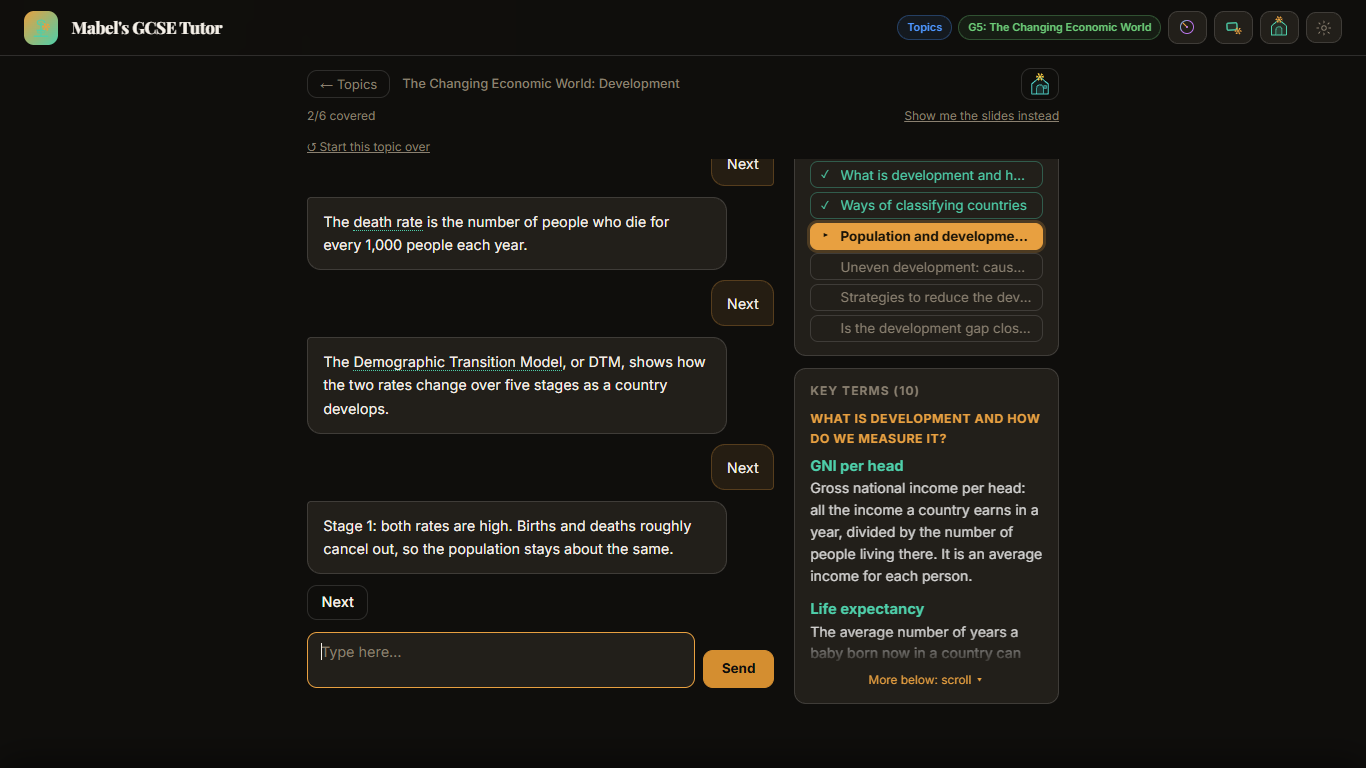 Mabel's GCSE Tutor
Topics
G5: The Changing Economic World
← Topics
The Changing Economic World: Development
2/6 covered
Show me the slides instead
↺ Start this topic over
Next
The death rate is the number of people who die for
every 1,000 people each year.
Next
The Demographic Transition Model, or DTM, shows how
the two rates change over five stages as a country
develops.
Next
Stage 1: both rates are high. Births and deaths roughly
cancel out, so the population stays about the same.
Next
Type here...
Send
✓ What is development and h...
✓ Ways of classifying countries
‣ Population and developme...
Uneven development: caus...
Strategies to reduce the dev...
Is the development gap clos...
KEY TERMS (10)
WHAT IS DEVELOPMENT AND HOW
DO WE MEASURE IT?
GNI per head
Gross national income per head:
all the income a country earns in a
year, divided by the number of
people living there. It is an average
income for each person.
Life expectancy
The average number of years a
baby born now in a country can
More below: scroll ▾